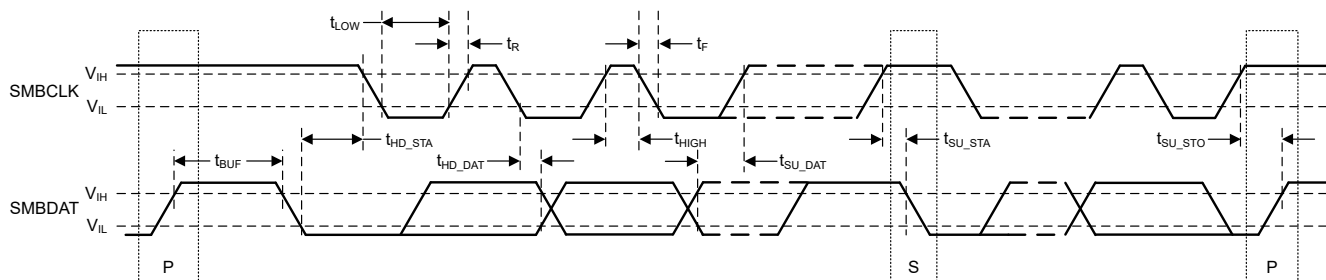 tLOW
tR
tF
VIH
SMBCLK
VIL
tBUF
tHD_STA
tHD_DAT
tHIGH
tSU_DAT
tSU_STA
tSU_STO
VIH
SMBDAT
VIL
P
S
P